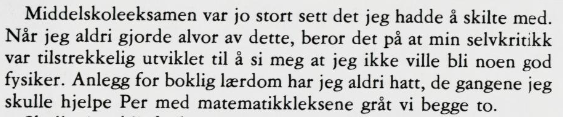 Middelskoleeksamen var jo stort sett det jeg hadde å skilte med.
Når jeg aldri gjorde alvor av dette, beror det på at min selvkritikk
var tilstrekkelig utviklet til å si meg at jeg ikke ville bli noen god
fysiker. Anlegg for boklig lærdom har jeg aldri hatt, de gangene jeg
skulle hjelpe Per med matematikkleksene gråt vi begge to.